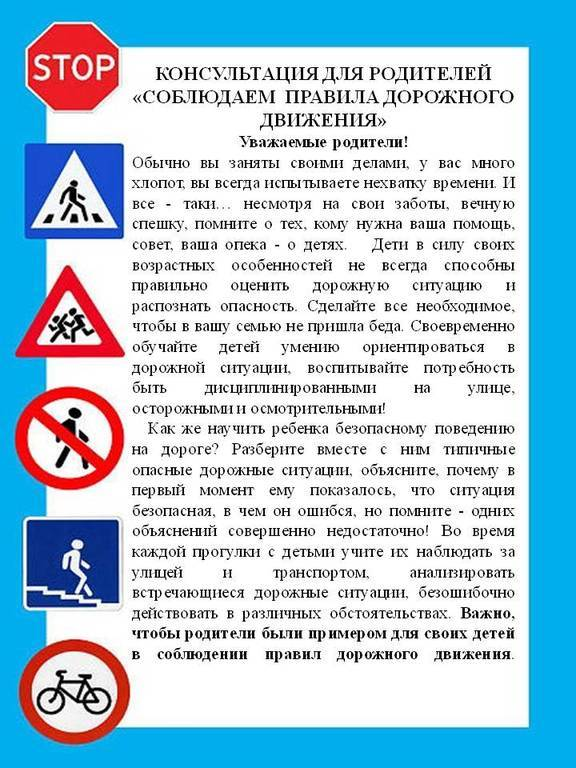 STOP
КОНСУЛЬТАЦИЯ ДЛЯ РОДИТЕЛЕЙ
«СОБЛЮДАЕМ ПРАВИЛА ДОРОЖНОГО
ДВИЖЕНИЯ»
Уважаемые родители!
Обычно вы заняты своими делами, у вас много
хлопот, вы всегда испытываете нехватку времени. И
все - таки… несмотря на свои заботы, вечную
спешку, помните о тех, кому нужна ваша помощь,
совет, ваша опека - о детях. Дети в силу своих
возрастных особенностей не всегда способны
правильно оценить дорожную ситуацию и
распознать опасность. Сделайте все необходимое,
чтобы в вашу семью не пришла беда. Своевременно
обучайте детей умению ориентироваться в
дорожной ситуации, воспитывайте потребность
быть дисциплинированными на улице,
осторожными и осмотрительными!
Как же научить ребенка безопасному поведению
на дороге? Разберите вместе с ним типичные
опасные дорожные ситуации, объясните, почему в
первый момент ему показалось, что ситуация
безопасная, в чем он ошибся, но помните - одних
объяснений совершенно недостаточно! Во время
каждой прогулки с детьми учите их наблюдать за
улицей и транспортом, анализировать
встречающиеся дорожные ситуации, безошибочно
действовать в различных обстоятельствах. Важно,
чтобы родители были примером для своих детей
в соблюдении правил дорожного движения.